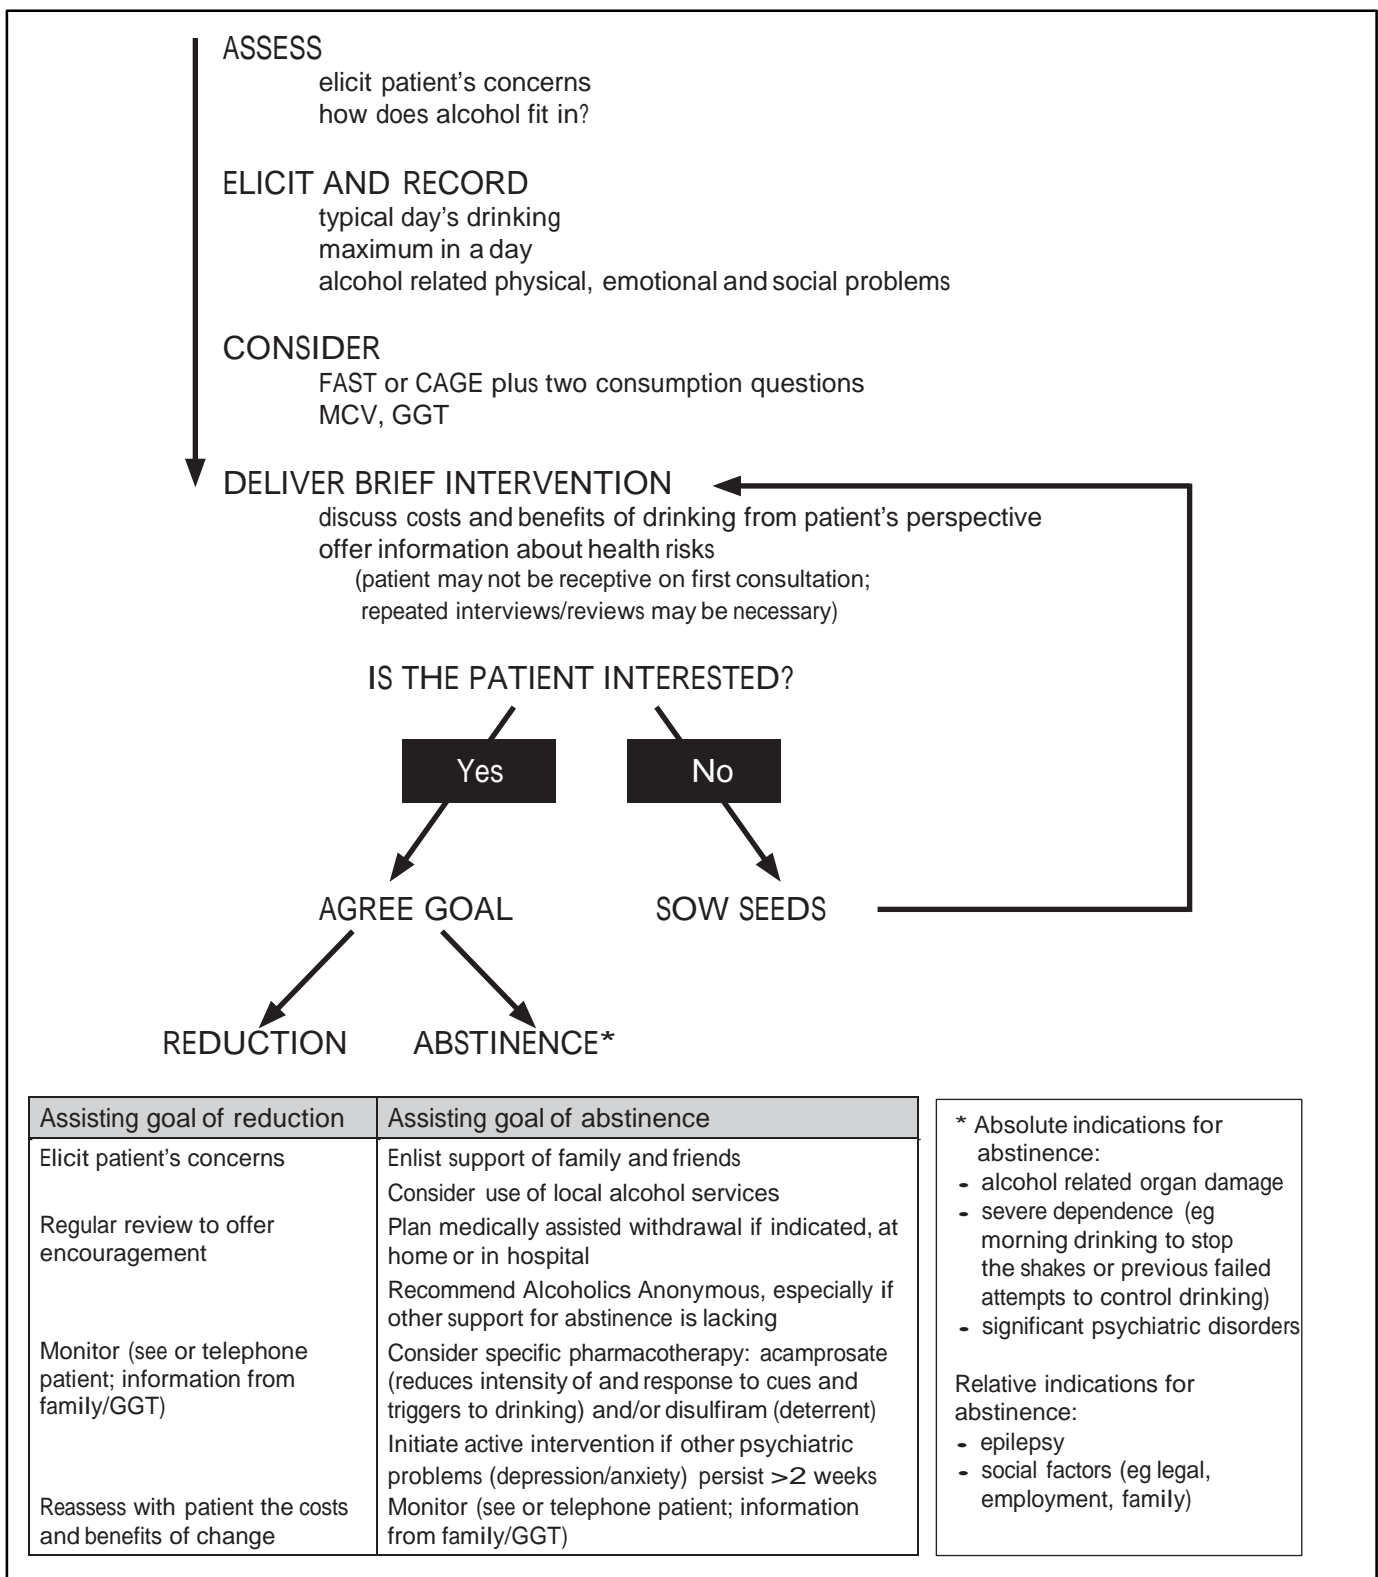 ASSESS
elicit patient's concerns
how does alcohol fit in?
ELICIT AND RECORD
typical day's drinking
maximum in a day
alcohol related physical, emotional and social problems
CONSIDER
FAST or CAGE plus two consumption questions
MCV, GGT
DELIVER BRIEF INTERVENTION
discuss costs and benefits of drinking from patient's perspective
offer information about health risks
(patient may not be receptive on first consultation;
repeated interviews/reviews may be necessary)
IS THE PATIENT INTERESTED?
Yes
No
AGREE GOAL
SOW SEEDS
REDUCTION
ABSTINENCE*
Assisting goal of reduction
Elicit patient's concerns
Regular review to offer
encouragement
Monitor (see or telephone
patient; information from
family/GGT)
Reassess with patient the costs
and benefits of change
Assisting goal of abstinence
Enlist support of family and friends
Consider use of local alcohol services
Plan medically assisted withdrawal if indicated, at
home or in hospital
Recommend Alcoholics Anonymous, especially if
other support for abstinence is lacking
Consider specific pharmacotherapy: acamprosate
(reduces intensity of and response to cues and
triggers to drinking) and/or disulfiram (deterrent)
Initiate active intervention if other psychiatric
problems (depression/anxiety) persist >2 weeks
Monitor (see or telephone patient; information
from family/GGT)
* Absolute indications for
abstinence:
- alcohol related organ damage
- severe dependence (eg
morning drinking to stop
the shakes or previous failed
attempts to control drinking)
- significant psychiatric disorders
Relative indications for
abstinence:
- epilepsy
- social factors (eg legal,
employment, family)